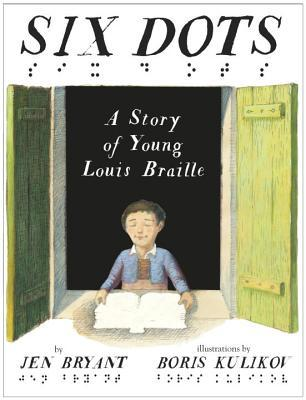 SIX DOTS
A Story
of Young
Louis Braille
by
JEN BRYANT
illustrations by
BORIS KULIKOV